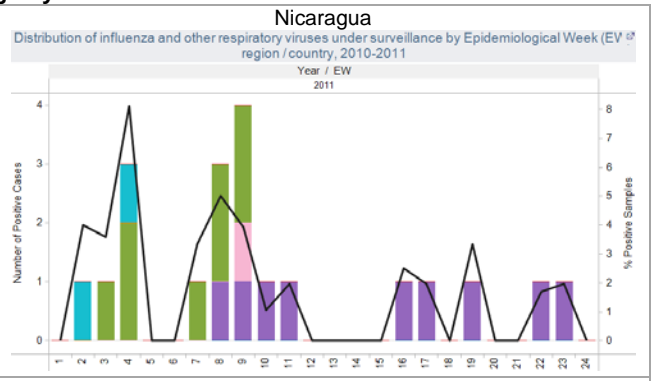 Nicaragua
Distribution of influenza and other respiratory viruses under surveillance by Epidemiological Week (EW
region / country, 2010-2011
Year / EW
2011
Number of Positive Cases
4
3
2
1
0
% Positive Samples
8
7
6
5
4
3
2
1
0
1 2 3 4 5 6 7 8 9 10 11 12 13 14 15 16 17 18 19 20 21 22 23 24